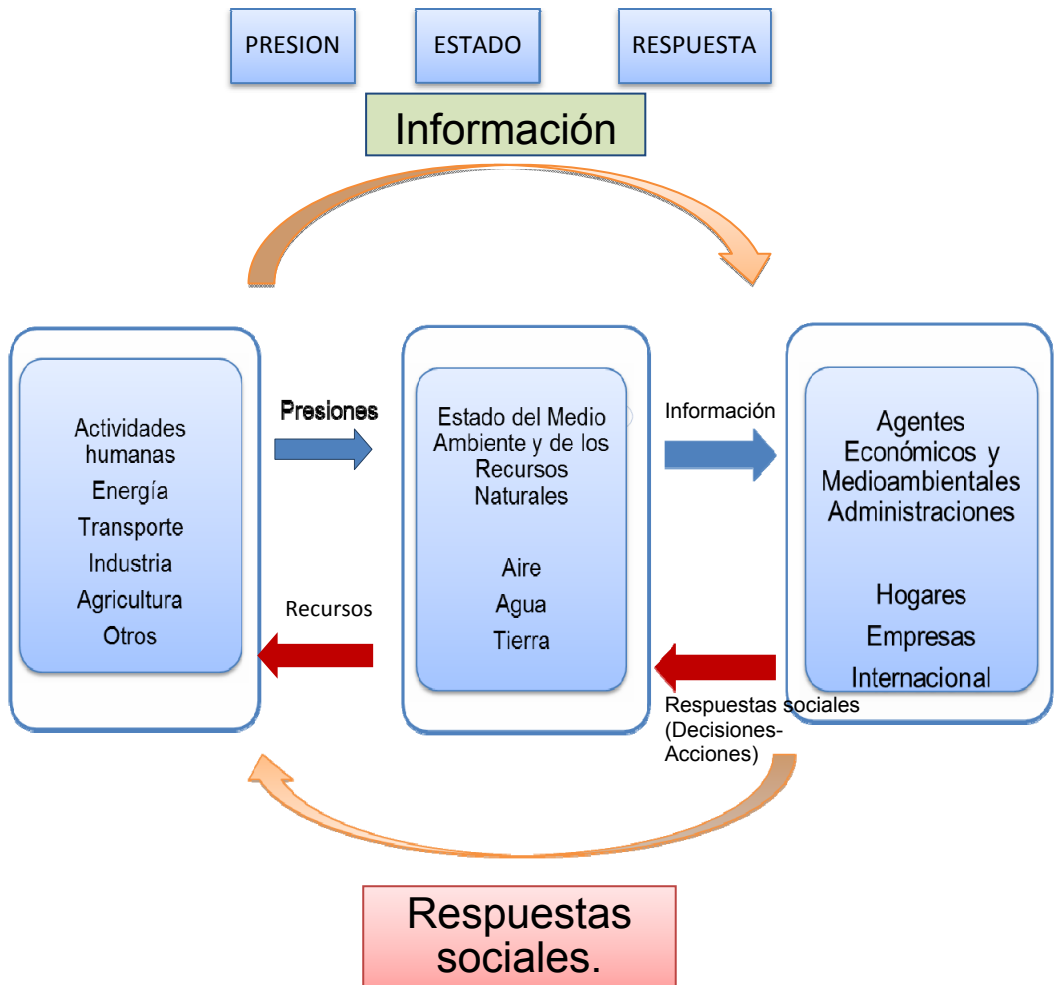 PRESION
ESTADO
RESPUESTA
Información
Actividades
humanas
Energía
Transporte
Industria
Agricultura
Otros
Presiones
Recursos
Estado del Medio
Ambiente y de los
Recursos
Naturales
Aire
Agua
Tierra
Información
Respuestas sociales
(Decisiones-
Acciones)
Agentes
Económicos y
Medioambientales
Administraciones
Hogares
Empresas
Internacional
Respuestas
sociales.